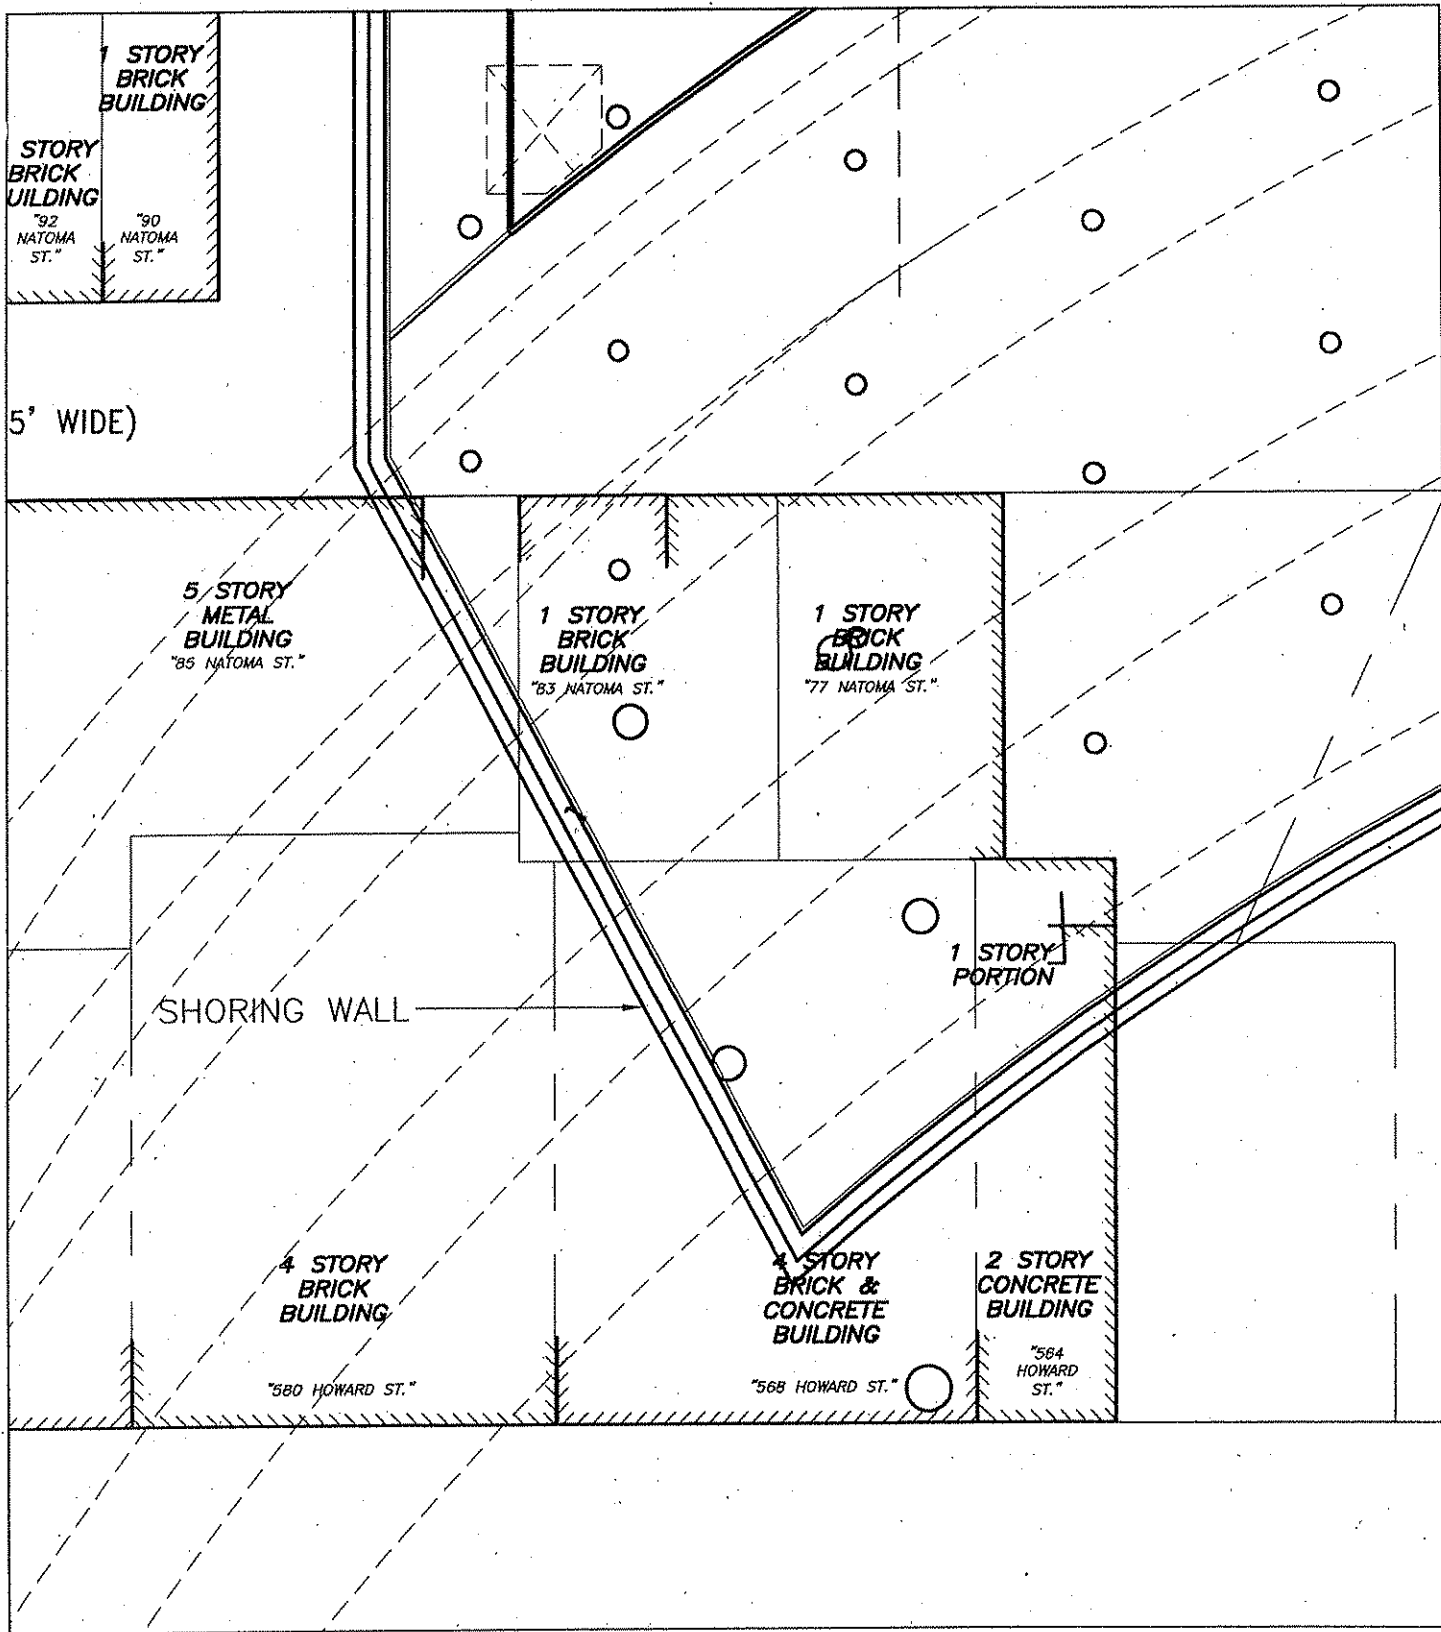 1 STORY
BRICK
BUILDING
STORY
BRICK
UILDING
"92
NATOMA
ST."
"90
NATOMA
ST."
5' WIDE)
5 STORY
METAL
BUILDING
"85 NATOMA ST."
1 STORY
BRICK
BUILDING
"83 NATOMA ST."
1 STORY
BRICK
BUILDING
"77 NATOMA ST."
1 STORY
PORTION
SHORING WALL
4 STORY
BRICK
BUILDING
"580 HOWARD ST."
4 STORY
BRICK &
CONCRETE
BUILDING
"568 HOWARD ST."
2 STORY
CONCRETE
BUILDING
"564
HOWARD
ST."